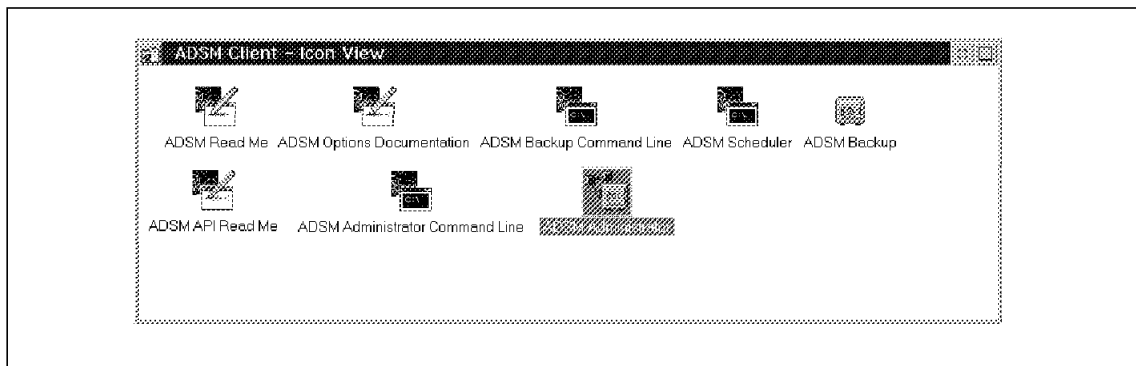 ADSM Client - Icon View
ADSM Read Me
ADSM Options Documentation
ADSM Backup Command Line
ADSM Scheduler
ADSM Backup
ADSM API Read Me
ADSM Administrator Command Line